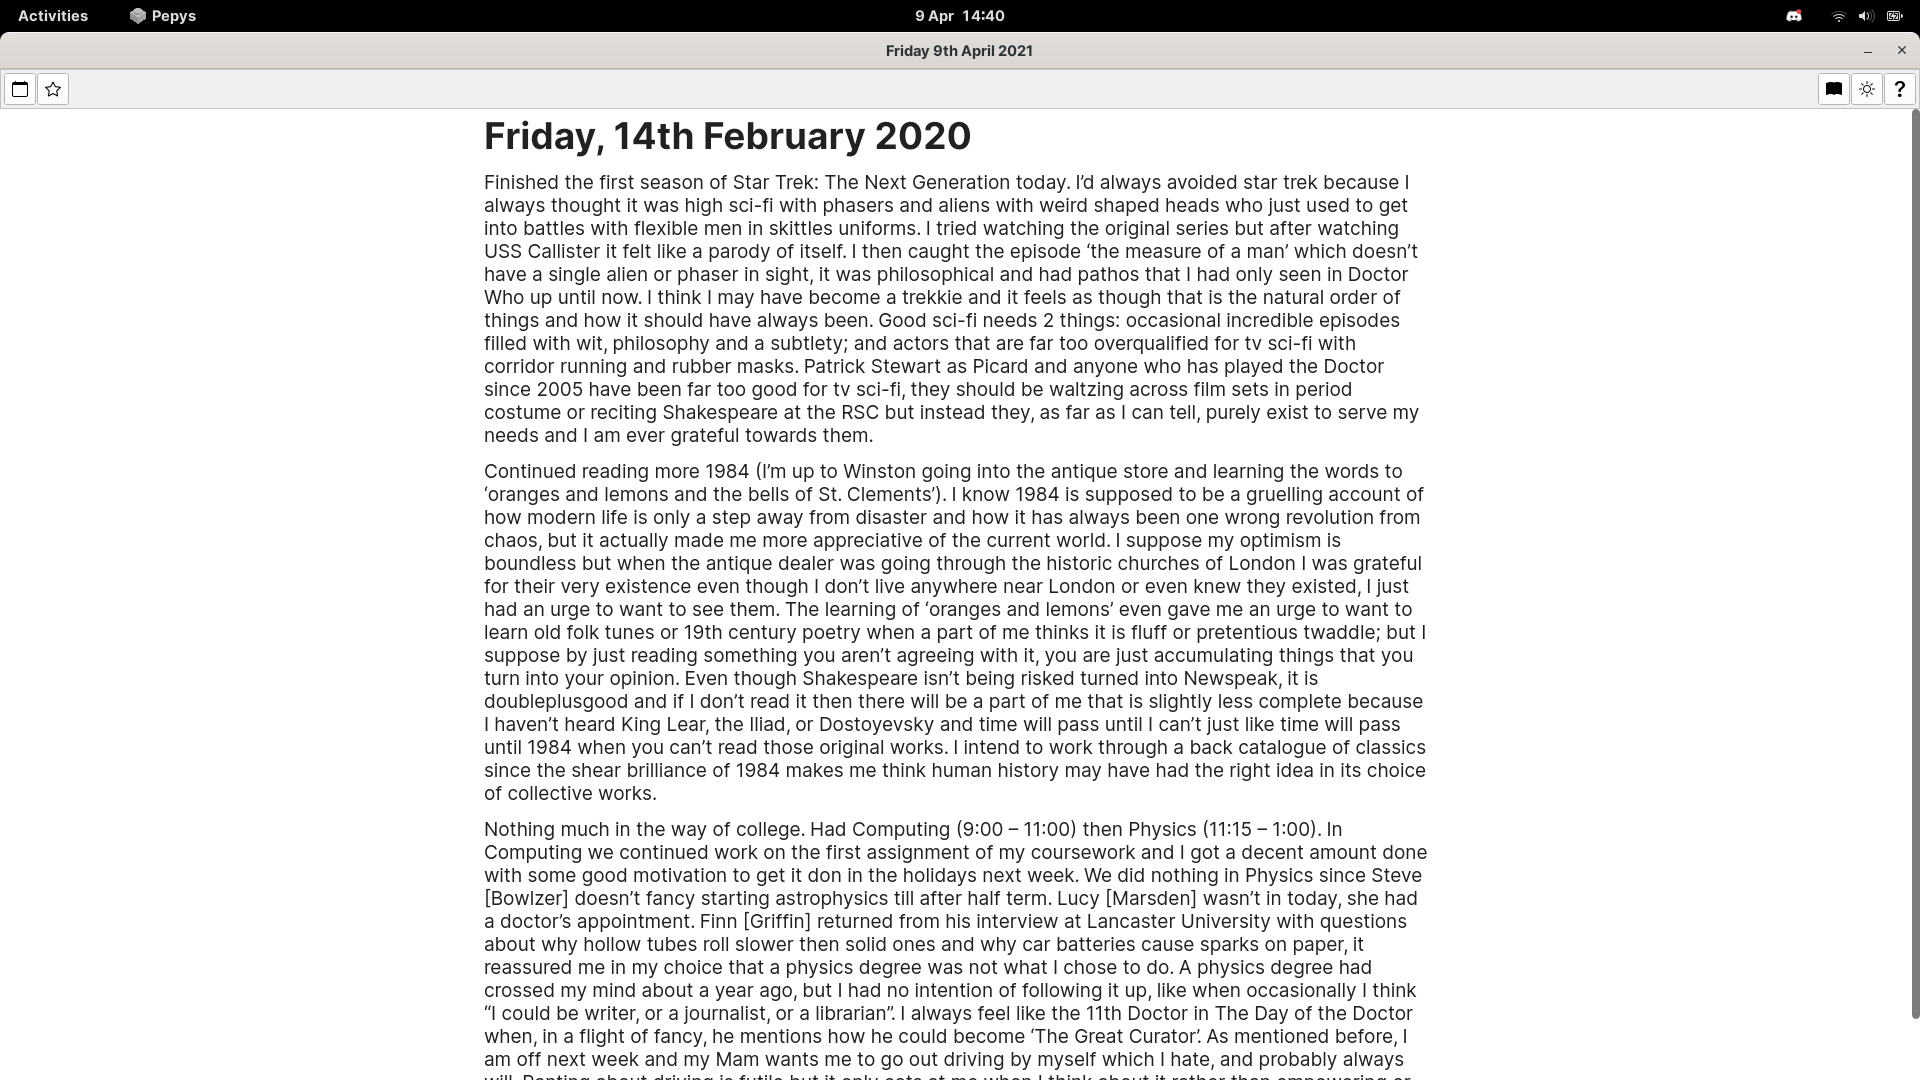 Activities
Pepys
9 Apr 14:40
Friday 9th April 2021
?
Friday, 14th February 2020
Finished the first season of Star Trek: The Next Generation today. I’d always avoided star trek because I
always thought it was high sci-fi with phasers and aliens with weird shaped heads who just used to get
into battles with flexible men in skittles uniforms. I tried watching the original series but after watching
USS Callister it felt like a parody of itself. I then caught the episode ‘the measure of a man’ which doesn’t
have a single alien or phaser in sight, it was philosophical and had pathos that I had only seen in Doctor
Who up until now. I think I may have become a trekkie and it feels as though that is the natural order of
things and how it should have always been. Good sci-fi needs 2 things: occasional incredible episodes
filled with wit, philosophy and a subtlety; and actors that are far too overqualified for tv sci-fi with
corridor running and rubber masks. Patrick Stewart as Picard and anyone who has played the Doctor
since 2005 have been far too good for tv sci-fi, they should be waltzing across film sets in period
costume or reciting Shakespeare at the RSC but instead they, as far as I can tell, purely exist to serve my
needs and I am ever grateful towards them.
Continued reading more 1984 (I’m up to Winston going into the antique store and learning the words to
‘oranges and lemons and the bells of St. Clements’). I know 1984 is supposed to be a gruelling account of
how modern life is only a step away from disaster and how it has always been one wrong revolution from
chaos, but it actually made me more appreciative of the current world. I suppose my optimism is
boundless but when the antique dealer was going through the historic churches of London I was grateful
for their very existence even though I don’t live anywhere near London or even knew they existed, I just
had an urge to want to see them. The learning of ‘oranges and lemons’ even gave me an urge to want to
learn old folk tunes or 19th century poetry when a part of me thinks it is fluff or pretentious twaddle; but I
suppose by just reading something you aren’t agreeing with it, you are just accumulating things that you
turn into your opinion. Even though Shakespeare isn’t being risked turned into Newspeak, it is
doubleplusgood and if I don’t read it then there will be a part of me that is slightly less complete because
I haven’t heard King Lear, the Iliad, or Dostoyevsky and time will pass until I can’t just like time will pass
until 1984 when you can’t read those original works. I intend to work through a back catalogue of classics
since the shear brilliance of 1984 makes me think human history may have had the right idea in its choice
of collective works.
Nothing much in the way of college. Had Computing (9:00 – 11:00) then Physics (11:15 – 1:00). In
Computing we continued work on the first assignment of my coursework and I got a decent amount done
with some good motivation to get it don in the holidays next week. We did nothing in Physics since Steve
[Bowlzer] doesn’t fancy starting astrophysics till after half term. Lucy [Marsden] wasn’t in today, she had
a doctor’s appointment. Finn [Griffin] returned from his interview at Lancaster University with questions
about why hollow tubes roll slower then solid ones and why car batteries cause sparks on paper, it
reassured me in my choice that a physics degree was not what I chose to do. A physics degree had
crossed my mind about a year ago, but I had no intention of following it up, like when occasionally I think
“I could be writer, or a journalist, or a librarian”. I always feel like the 11th Doctor in The Day of the Doctor
when, in a flight of fancy, he mentions how he could become ‘The Great Curator’. As mentioned before, I
am off next week and my Mam wants me to go out driving by myself which I hate, and probably always